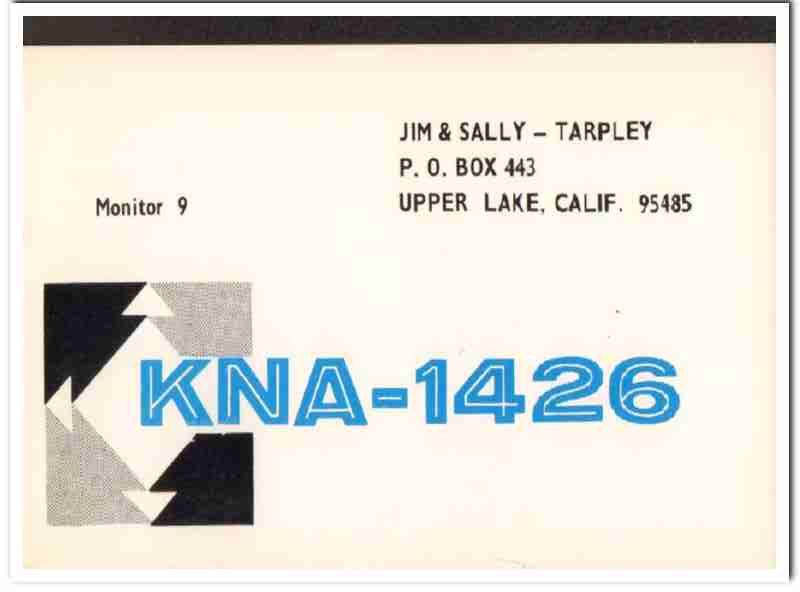 JIM & SALLY – TARPLEY
P. O. BOX 443
UPPER LAKE, CALIF. 95485
Monitor 9
KNA-1426